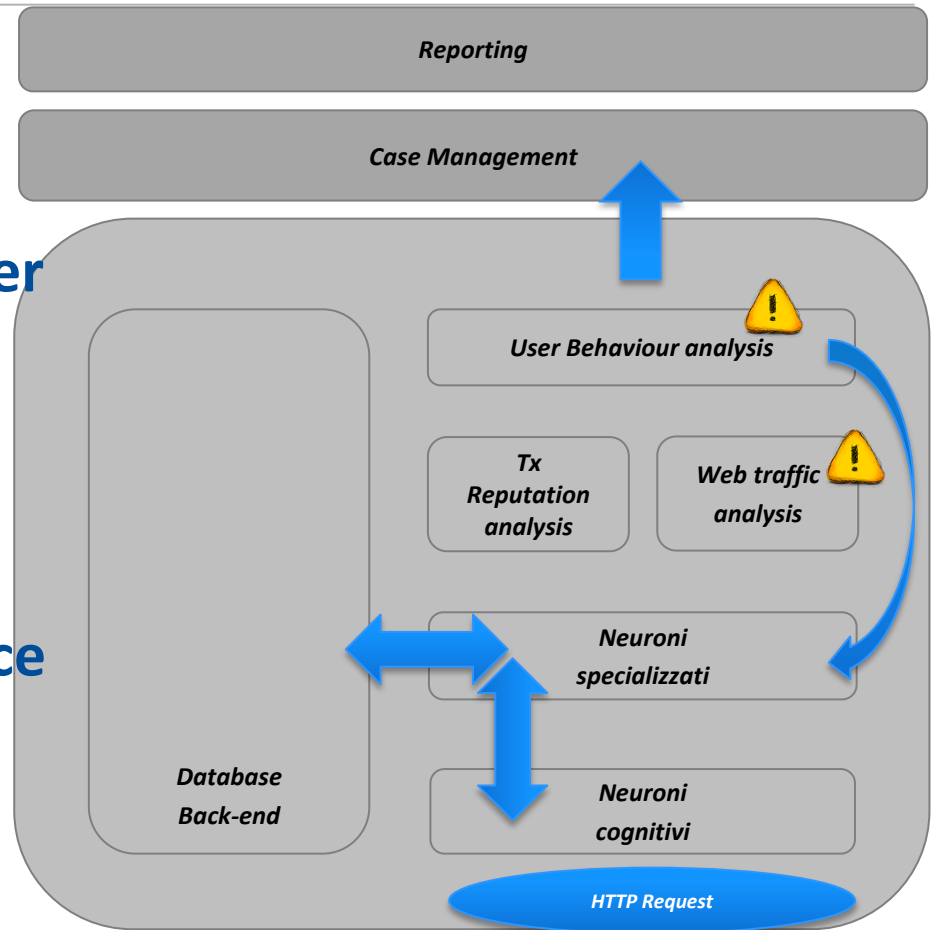 Reporting
Case Management
er
User Behaviour analysis
Tx
Reputation
analysis
Web traffic
analysis
ce
Neuroni
specializzati
Database
Back-end
Neuroni
cognitivi
HTTP Request